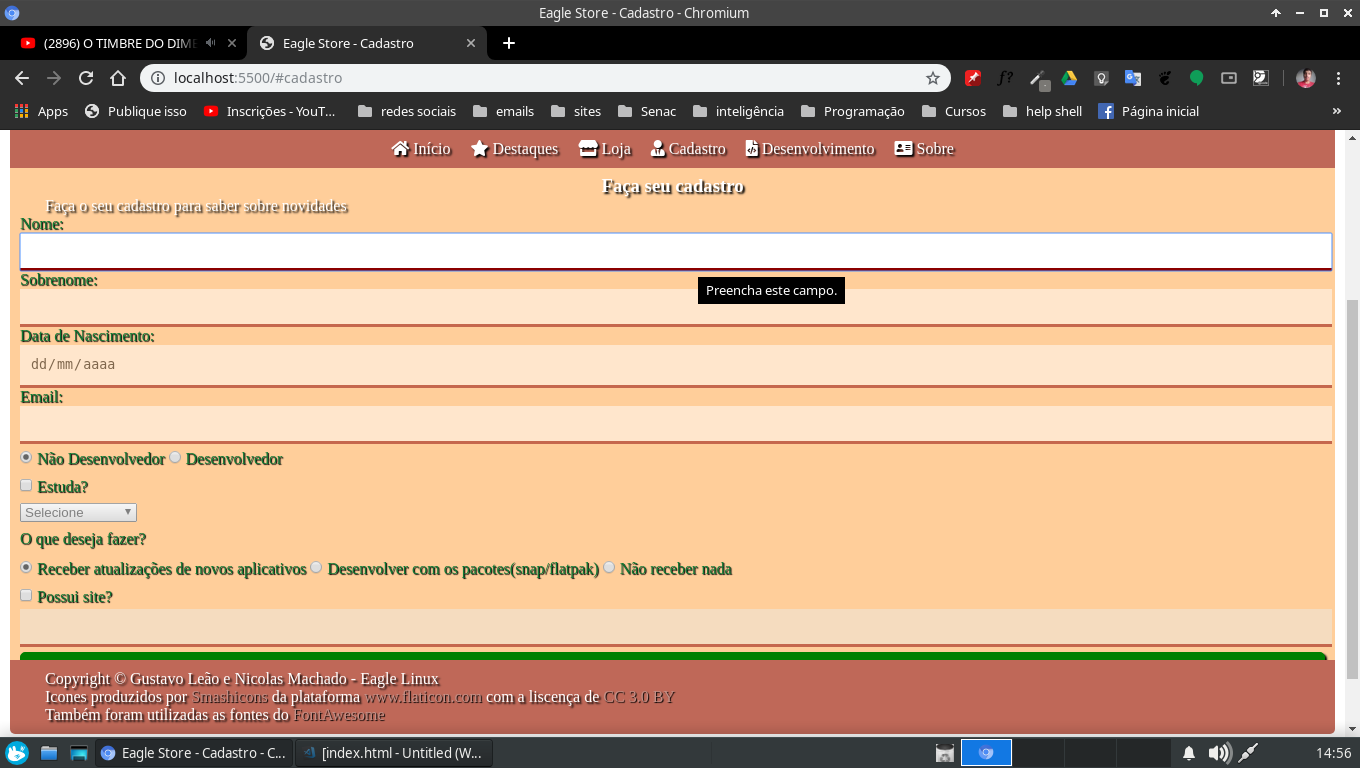 Eagle Store - Cadastro - Chromium
(2896) O TIMBRE DO DIM
Eagle Store - Cadastro
localhost:5500/#cadastro
Apps
Publique isso
Inscrições - YouT...
redes sociais
emails
sites
Senac
inteligência
Programação
Cursos
help shell
Página inicial
»
Início
Destaques
Loja
Cadastro
Desenvolvimento
Sobre
Faça seu cadastro
Faça o seu cadastro para saber sobre novidades
Nome:
Sobrenome:
Preencha este campo.
Data de Nascimento:
dd/mm/aaaa
Email:
Não Desenvolvedor Desenvolvedor
Estuda?
Selecione
O que deseja fazer?
Receber atualizações de novos aplicativos Desenvolver com os pacotes(snap/flatpak) Não receber nada
Possui site?
Copyright © Gustavo Leão e Nicolas Machado - Eagle Linux
Icones produzidos por Smashicons da plataforma www.flaticon.com com a liscença de CC 3.0 BY
Também foram utilizadas as fontes do FontAwesome
Eagle Store - Cadastro - C...
[index.html - Untitled (W...
14:56